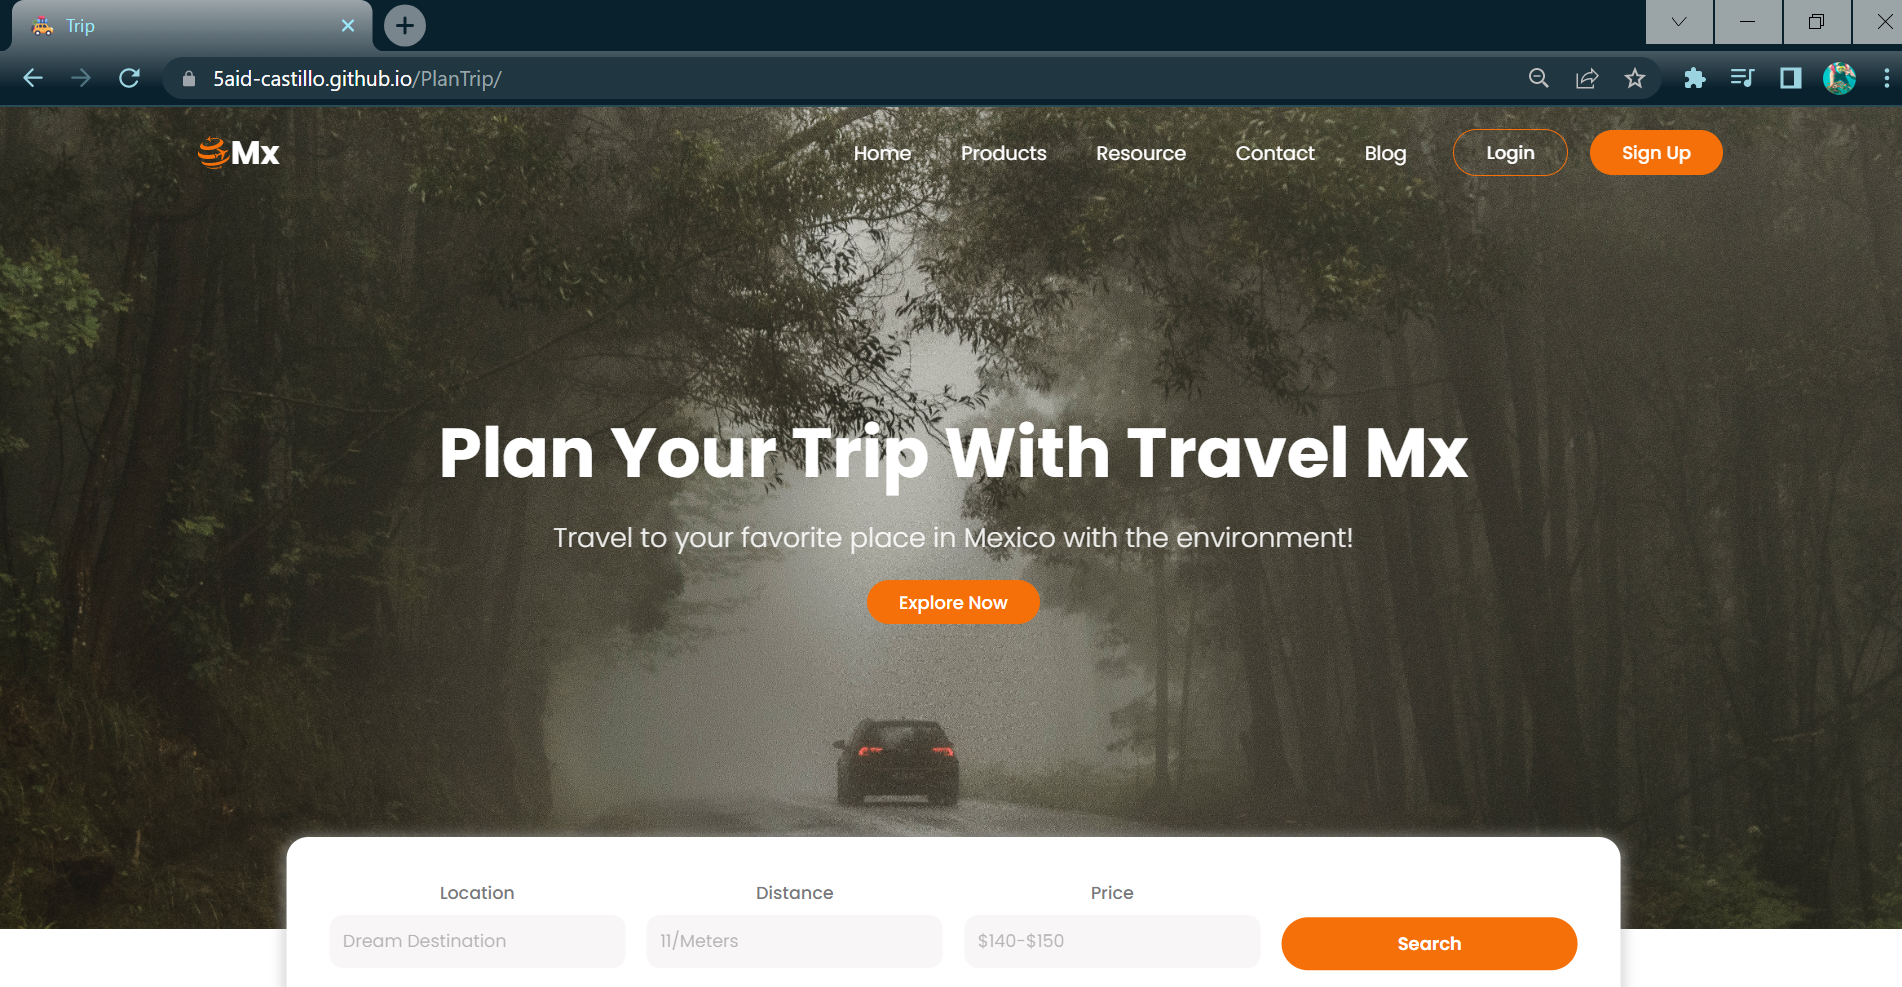 Trip
5aid-castillo.github.io/PlanTrip/
Mx
Home
Products
Resource
Contact
Blog
Login
Sign Up
Plan Your Trip With Travel Mx
Travel to your favorite place in Mexico with the environment!
Explore Now
Location
Distance
Price
Dream Destination
11/Meters
$140-$150
Search